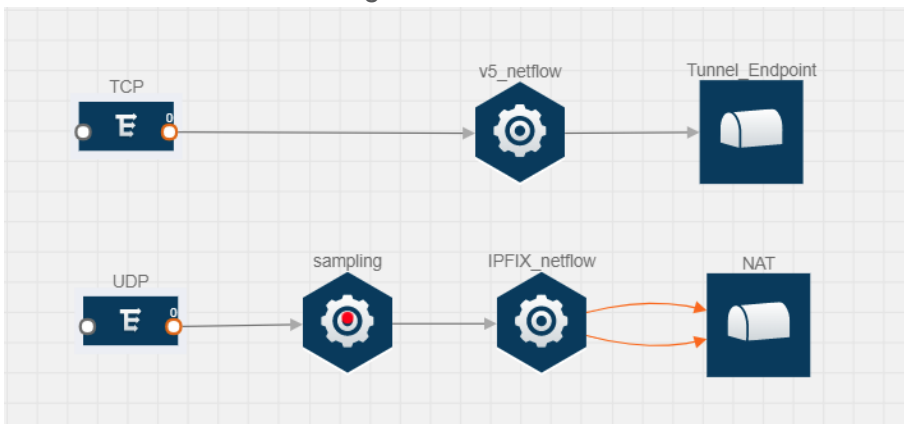 TCP
0
v5_netflow
Tunnel_Endpoint
UDP
0
sampling
IPFIX_netflow
NAT